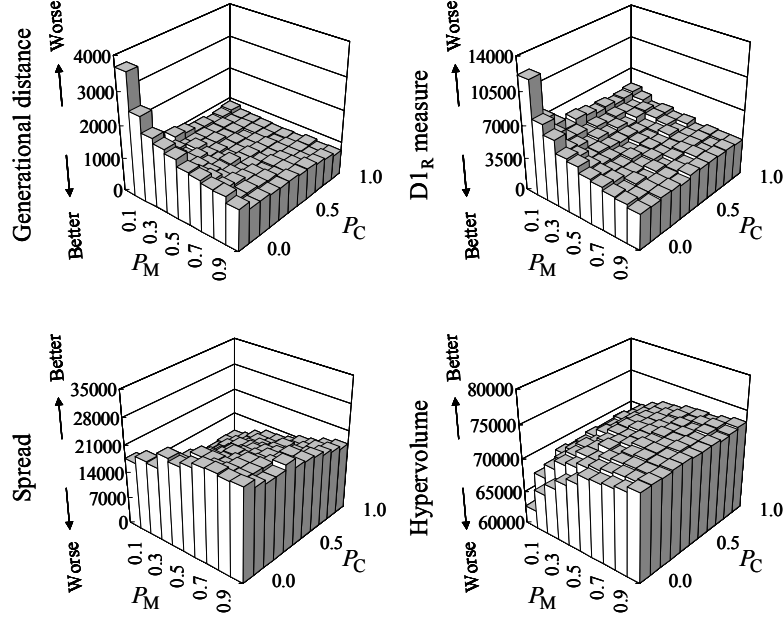 Generational distance
Worse
Better
4000
3000
2000
1000
0
0.1
0.3
0.5
0.7
0.9
P_M
0.0
0.5
1.0
P_C
D1_R measure
Worse
Better
14000
10500
7000
3500
0
0.1
0.3
0.5
0.7
0.9
P_M
0.0
0.5
1.0
P_C
Spread
Better
Worse
35000
28000
21000
14000
7000
0
0.1
0.3
0.5
0.7
0.9
P_M
0.0
0.5
1.0
P_C
Hypervolume
Better
Worse
80000
75000
70000
65000
60000
0.1
0.3
0.5
0.7
0.9
P_M
0.0
0.5
1.0
P_C